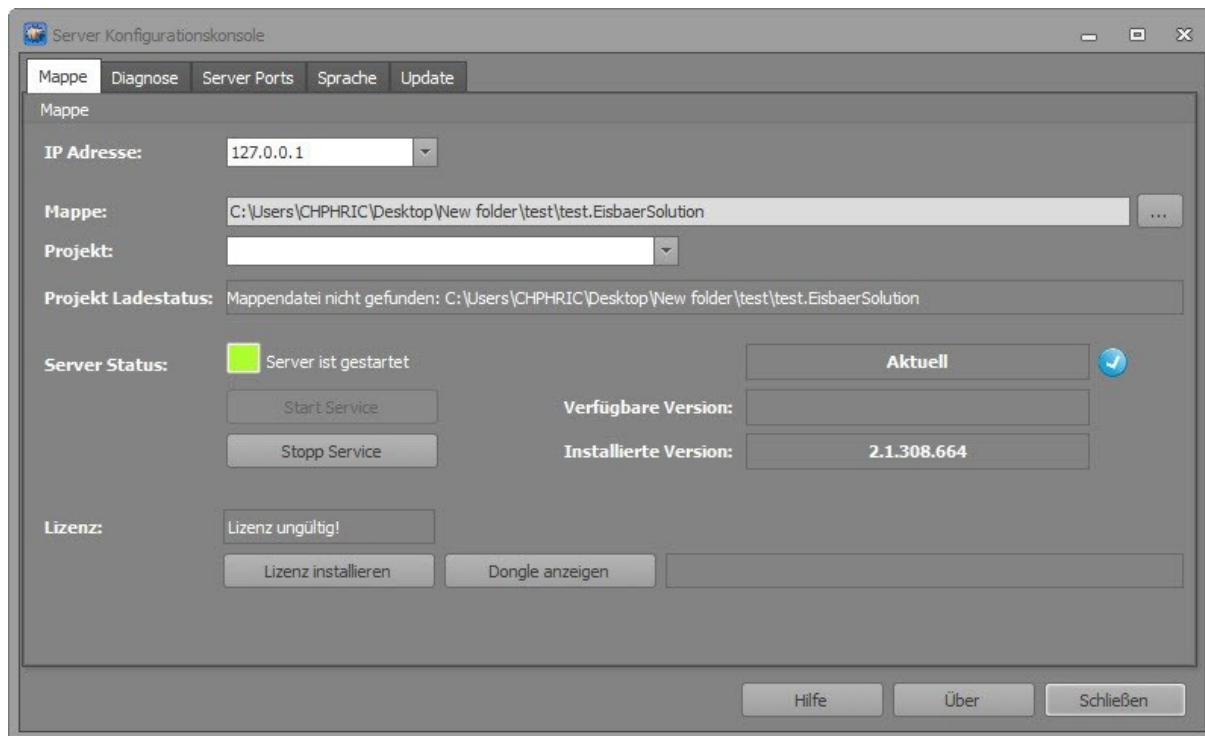 Server Konfigurationskonsole
Mappe Diagnose Server Ports Sprache Update
Mappe
IP Adresse: 127.0.0.1
Mappe: C:\Users\CHPHRIC\Desktop\New folder\test\test.EisbaerSolution ...
Projekt:
Projekt Ladestatus: Mappendatei nicht gefunden: C:\Users\CHPHRIC\Desktop\New folder\test\test.EisbaerSolution
Server Status: Server ist gestartet Aktuell
Start Service Verfügbare Version:
Stopp Service Installierte Version: 2.1.308.664
Lizenz: Lizenz ungültig!
Lizenz installieren Dongle anzeigen
Hilfe Über Schließen